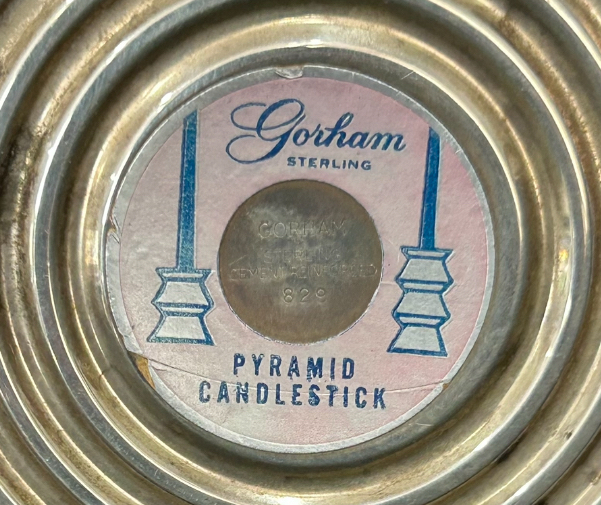 Gorham
STERLING
GORHAM
STERLING
CEMENT REINFORCED
829
PYRAMID
CANDLESTICK